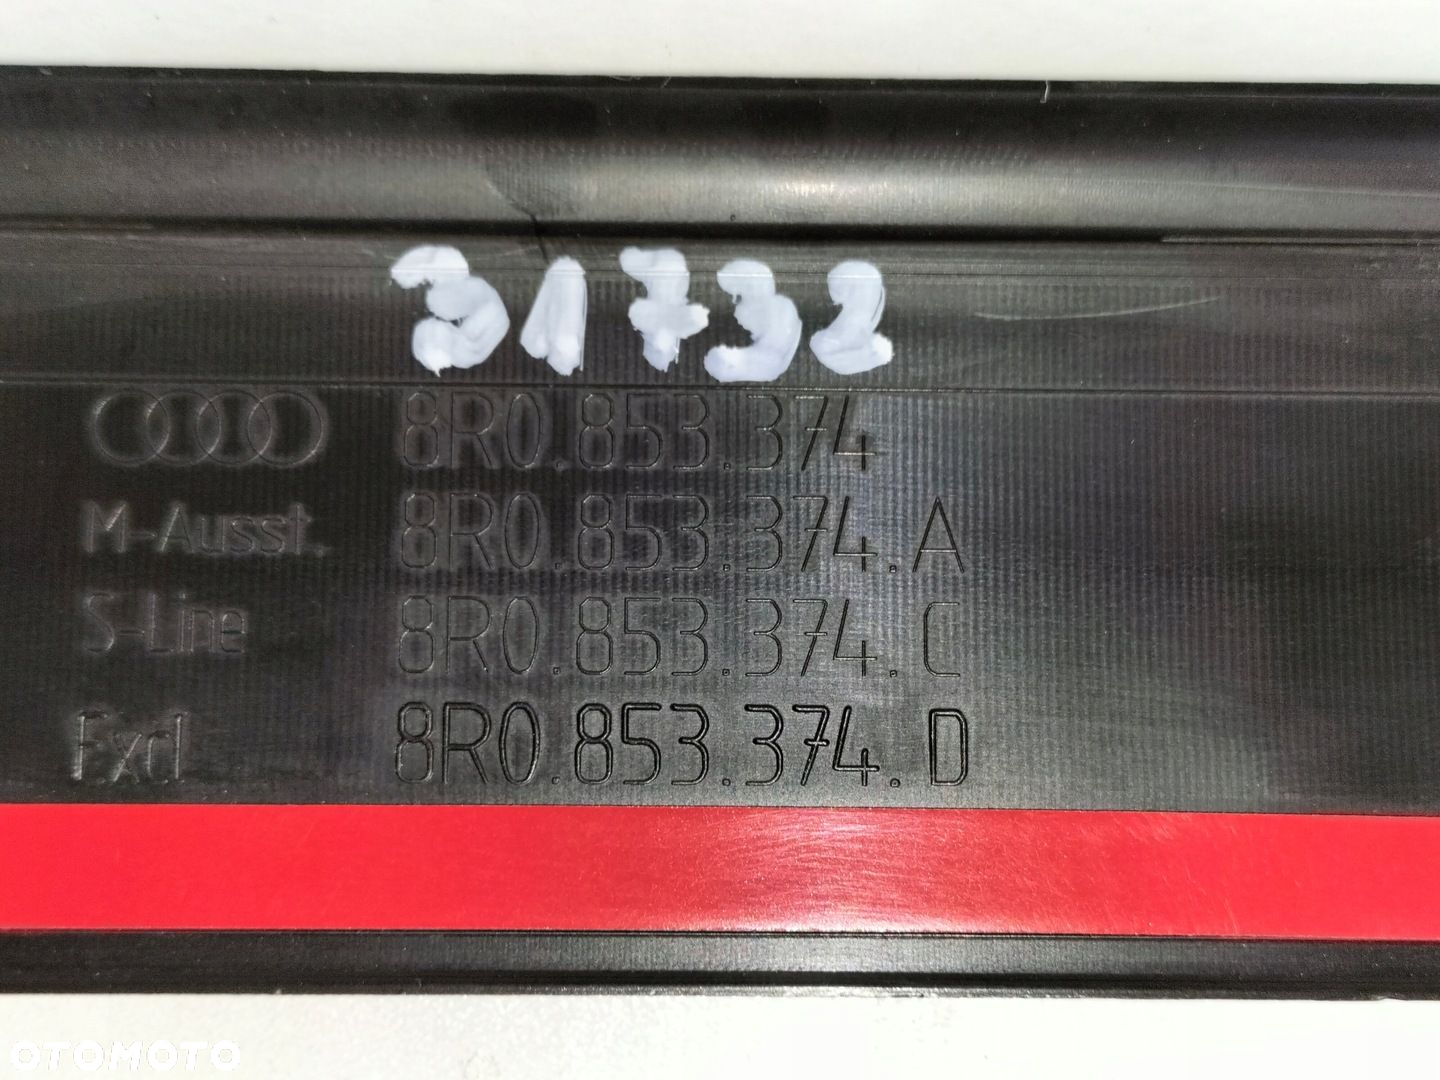 31732
8R0.853.374
M-Ausst. 8R0.853.374.A
S-Line 8R0.853.374.C
Excl 8R0.853.374.D
OTOMOTO